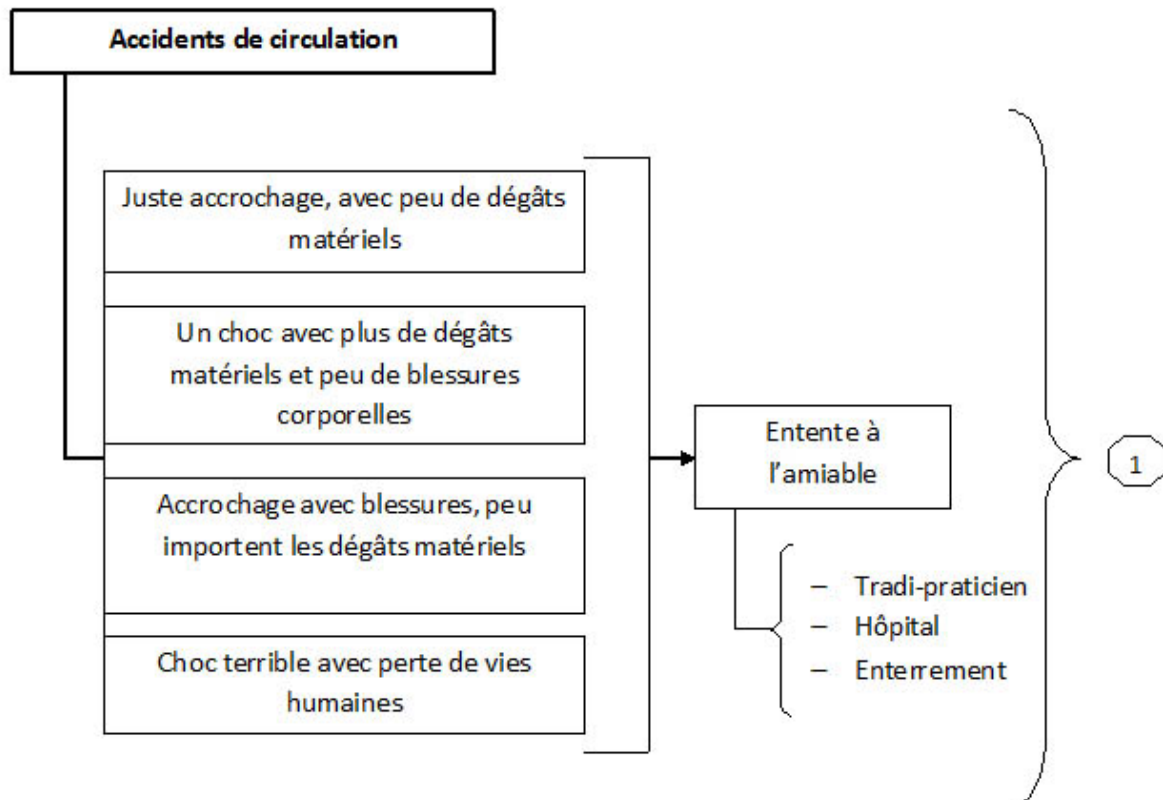 Accidents de circulation
Juste accrochage, avec peu de dégâts
matériels
Un choc avec plus de dégâts
matériels et peu de blessures
corporelles
Accrochage avec blessures, peu
importent les dégâts matériels
Choc terrible avec perte de vies
humaines
Entente à
l’amiable
– Tradi-praticien
– Hôpital
– Enterrement
1